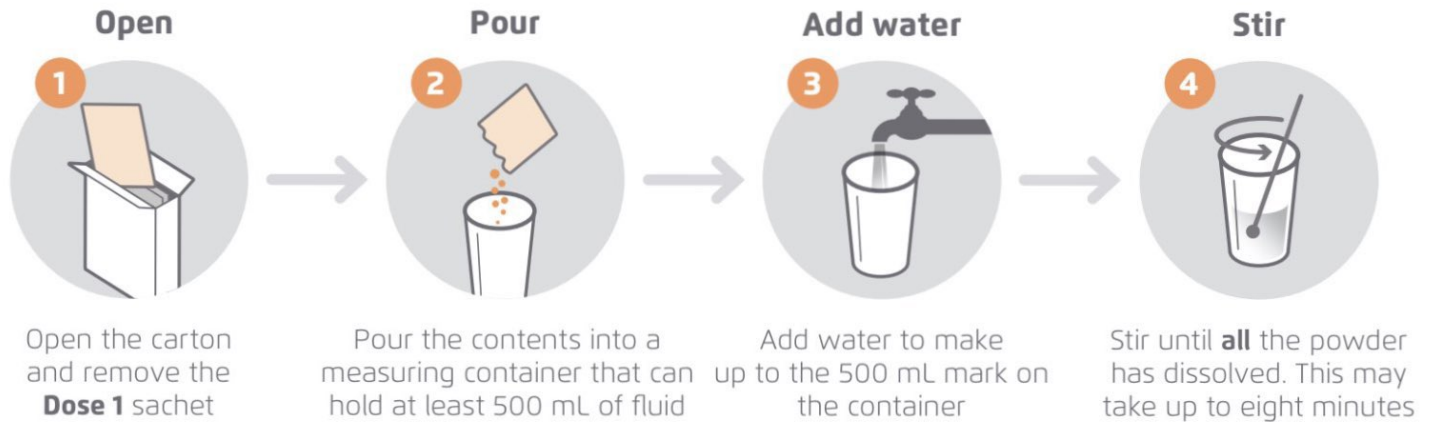 Open
1
Open the carton
and remove the
Dose 1 sachet
Pour
2
Pour the contents into a
measuring container that can
hold at least 500 mL of fluid
Add water
3
Add water to make
up to the 500 mL mark on
the container
Stir
4
Stir until all the powder
has dissolved. This may
take up to eight minutes